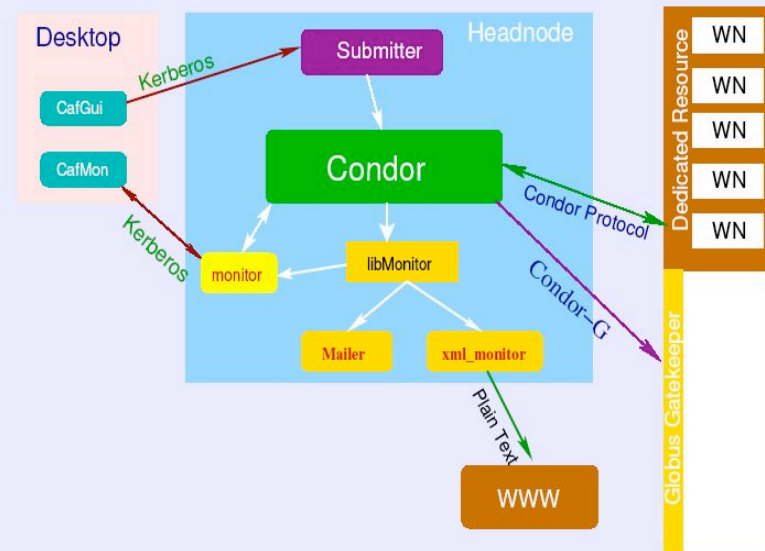 Desktop
Headnode
Submitter
Kerberos
CafGui
CafMon
Kerberos
Condor
monitor
libMonitor
Mailer
xml_monitor
Plain Text
WWW
Condor Protocol
Condor-G
Dedicated Resource
WN
WN
WN
WN
WN
Globus Gatekeeper